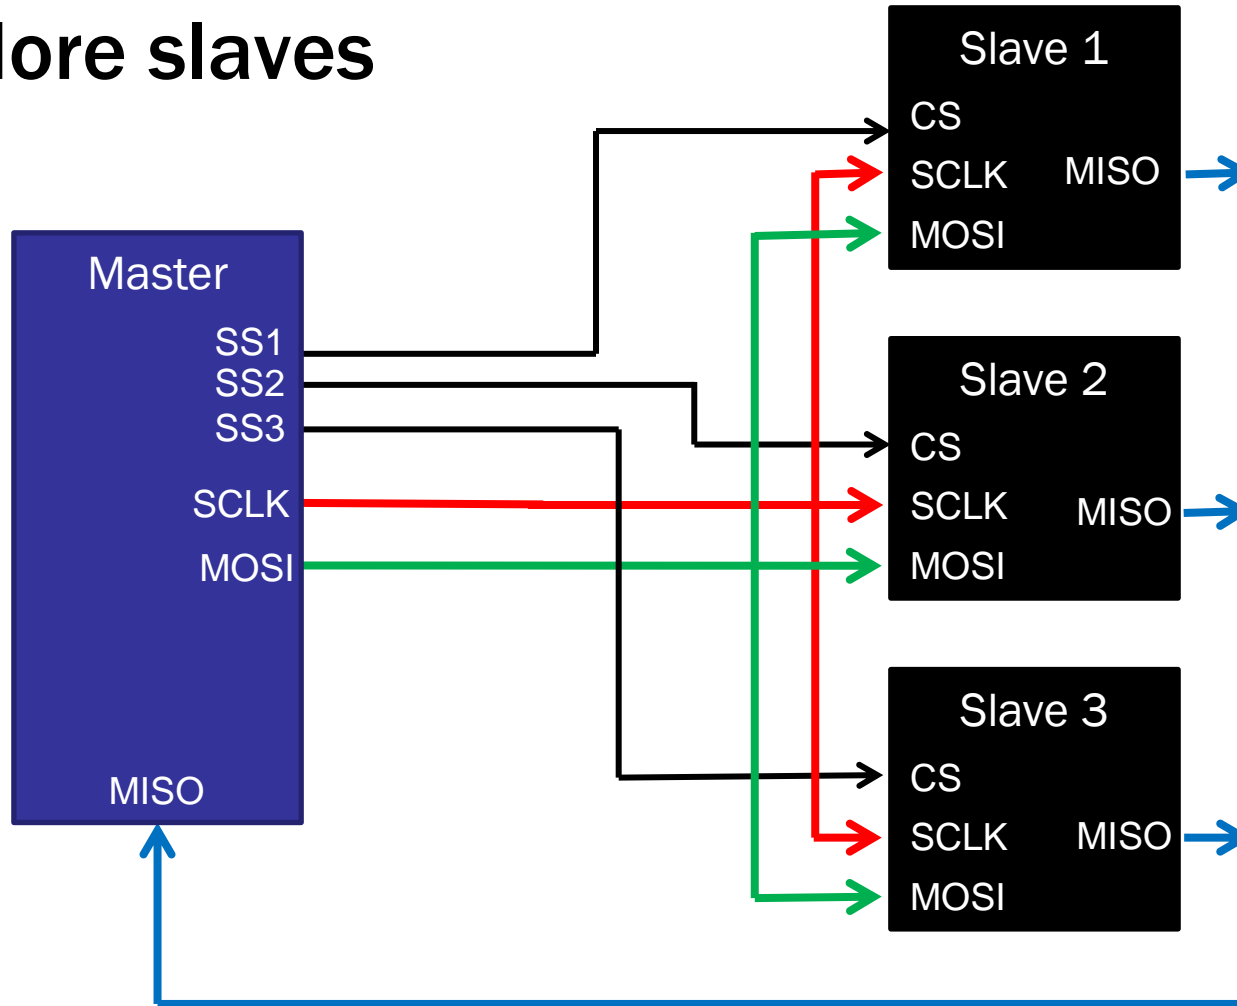 lore slaves
Master
SS1
SS2
SS3
SCLK
MOSI
MISO
Slave 1
CS
SCLK MISO
MOSI
Slave 2
CS
SCLK MISO
MOSI
Slave 3
CS
SCLK MISO
MOSI